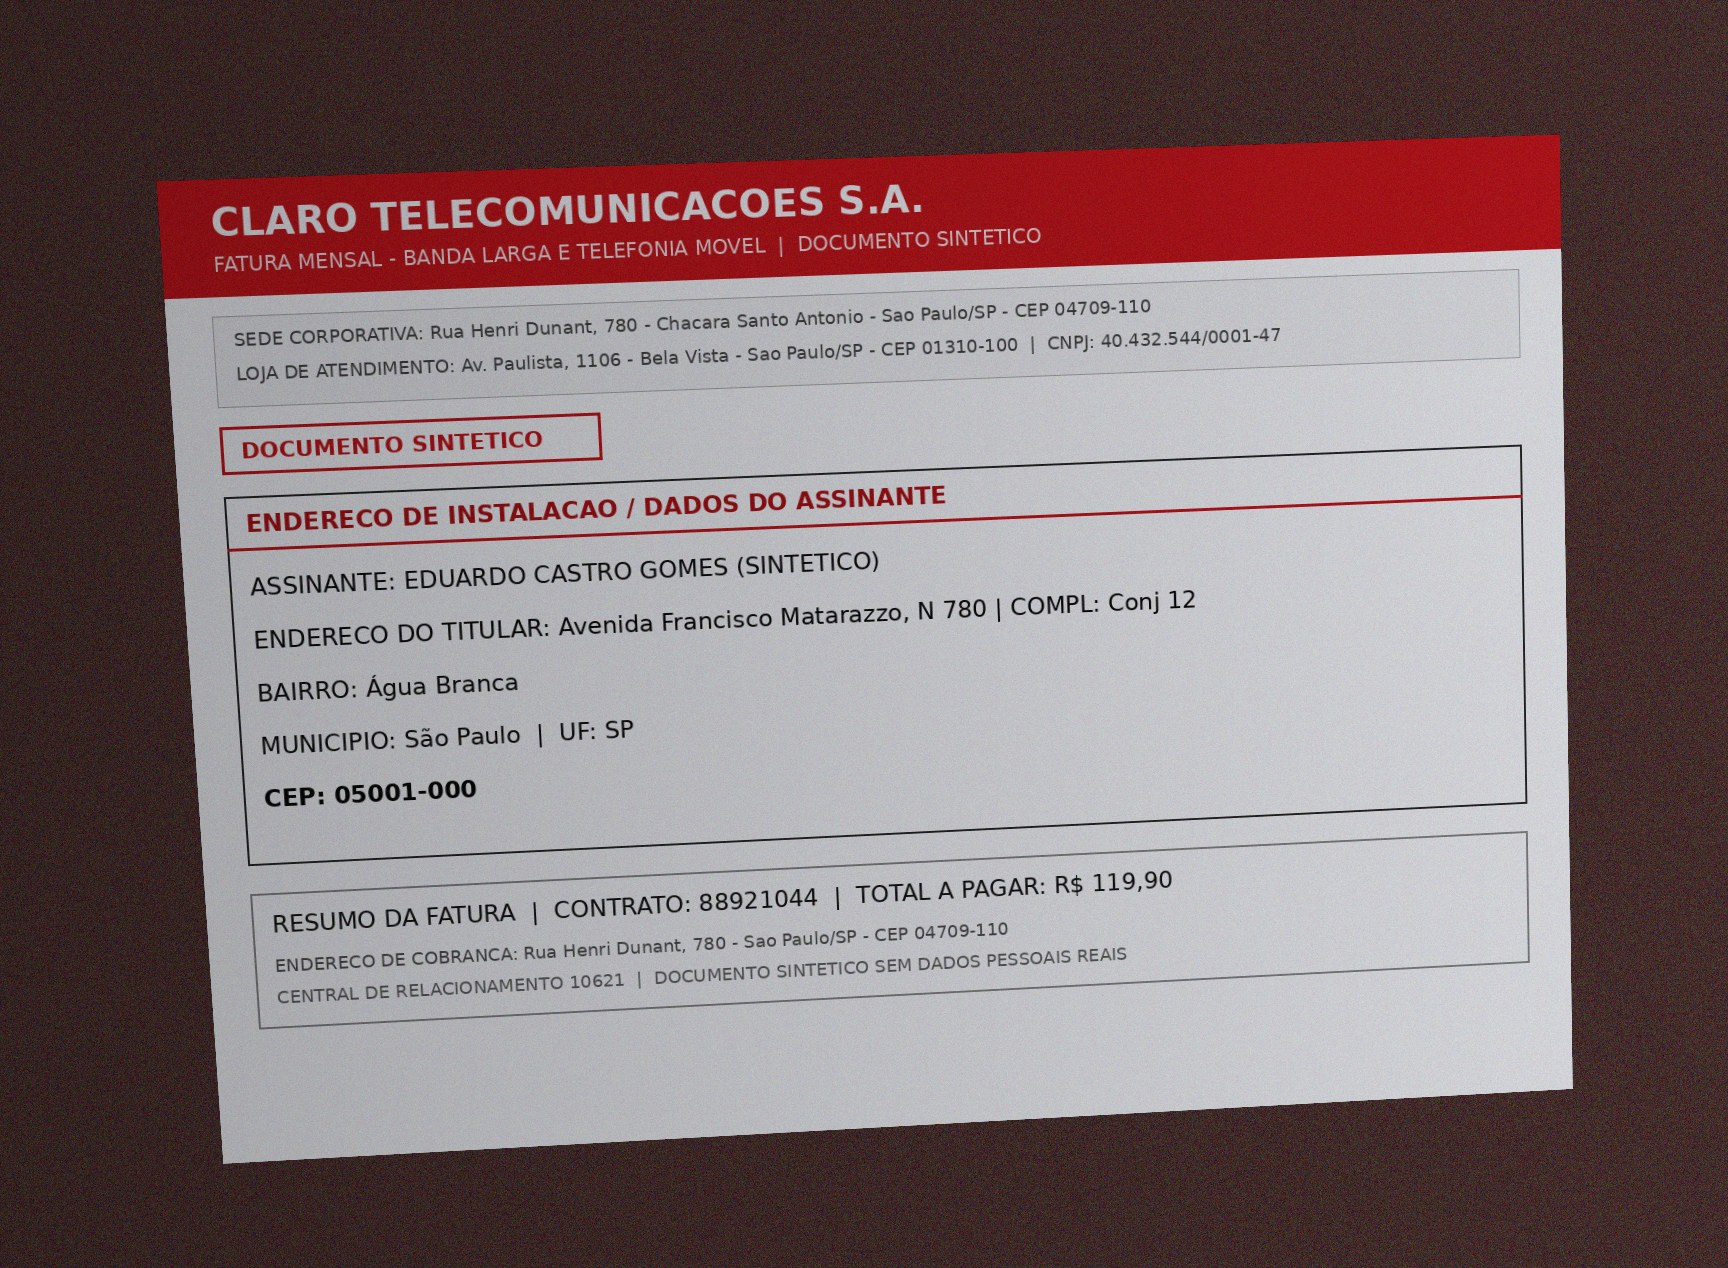 CLARO TELECOMUNICACOES S.A.
FATURA MENSAL - BANDA LARGA E TELEFONIA MOVEL | DOCUMENTO SINTETICO
SEDE CORPORATIVA: Rua Henri Dunant, 780 - Chacara Santo Antonio - Sao Paulo/SP - CEP 04709-110
LOJA DE ATENDIMENTO: Av. Paulista, 1106 - Bela Vista - Sao Paulo/SP - CEP 01310-100 | CNPJ: 40.432.544/0001-47
DOCUMENTO SINTETICO
ENDERECO DE INSTALACAO / DADOS DO ASSINANTE
ASSINANTE: EDUARDO CASTRO GOMES (SINTETICO)
ENDERECO DO TITULAR: Avenida Francisco Matarazzo, N 780 | COMPL: Conj 12
BAIRRO: Água Branca
MUNICIPIO: São Paulo | UF: SP
CEP: 05001-000
RESUMO DA FATURA | CONTRATO: 88921044 | TOTAL A PAGAR: R$ 119,90
ENDERECO DE COBRANCA: Rua Henri Dunant, 780 - Sao Paulo/SP - CEP 04709-110
CENTRAL DE RELACIONAMENTO 10621 | DOCUMENTO SINTETICO SEM DADOS PESSOAIS REAIS